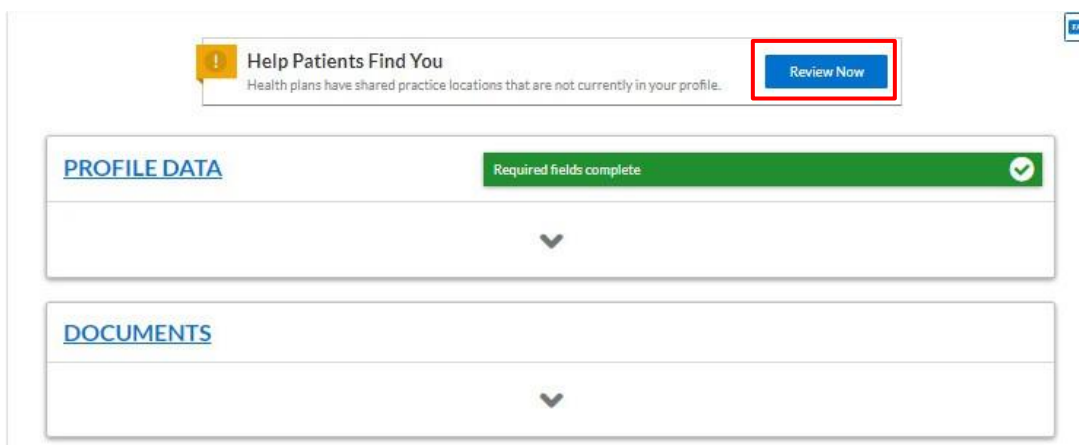 Help Patients Find You
Health plans have shared practice locations that are not currently in your profile.
Review Now
PROFILE DATA
Required fields complete
DOCUMENTS